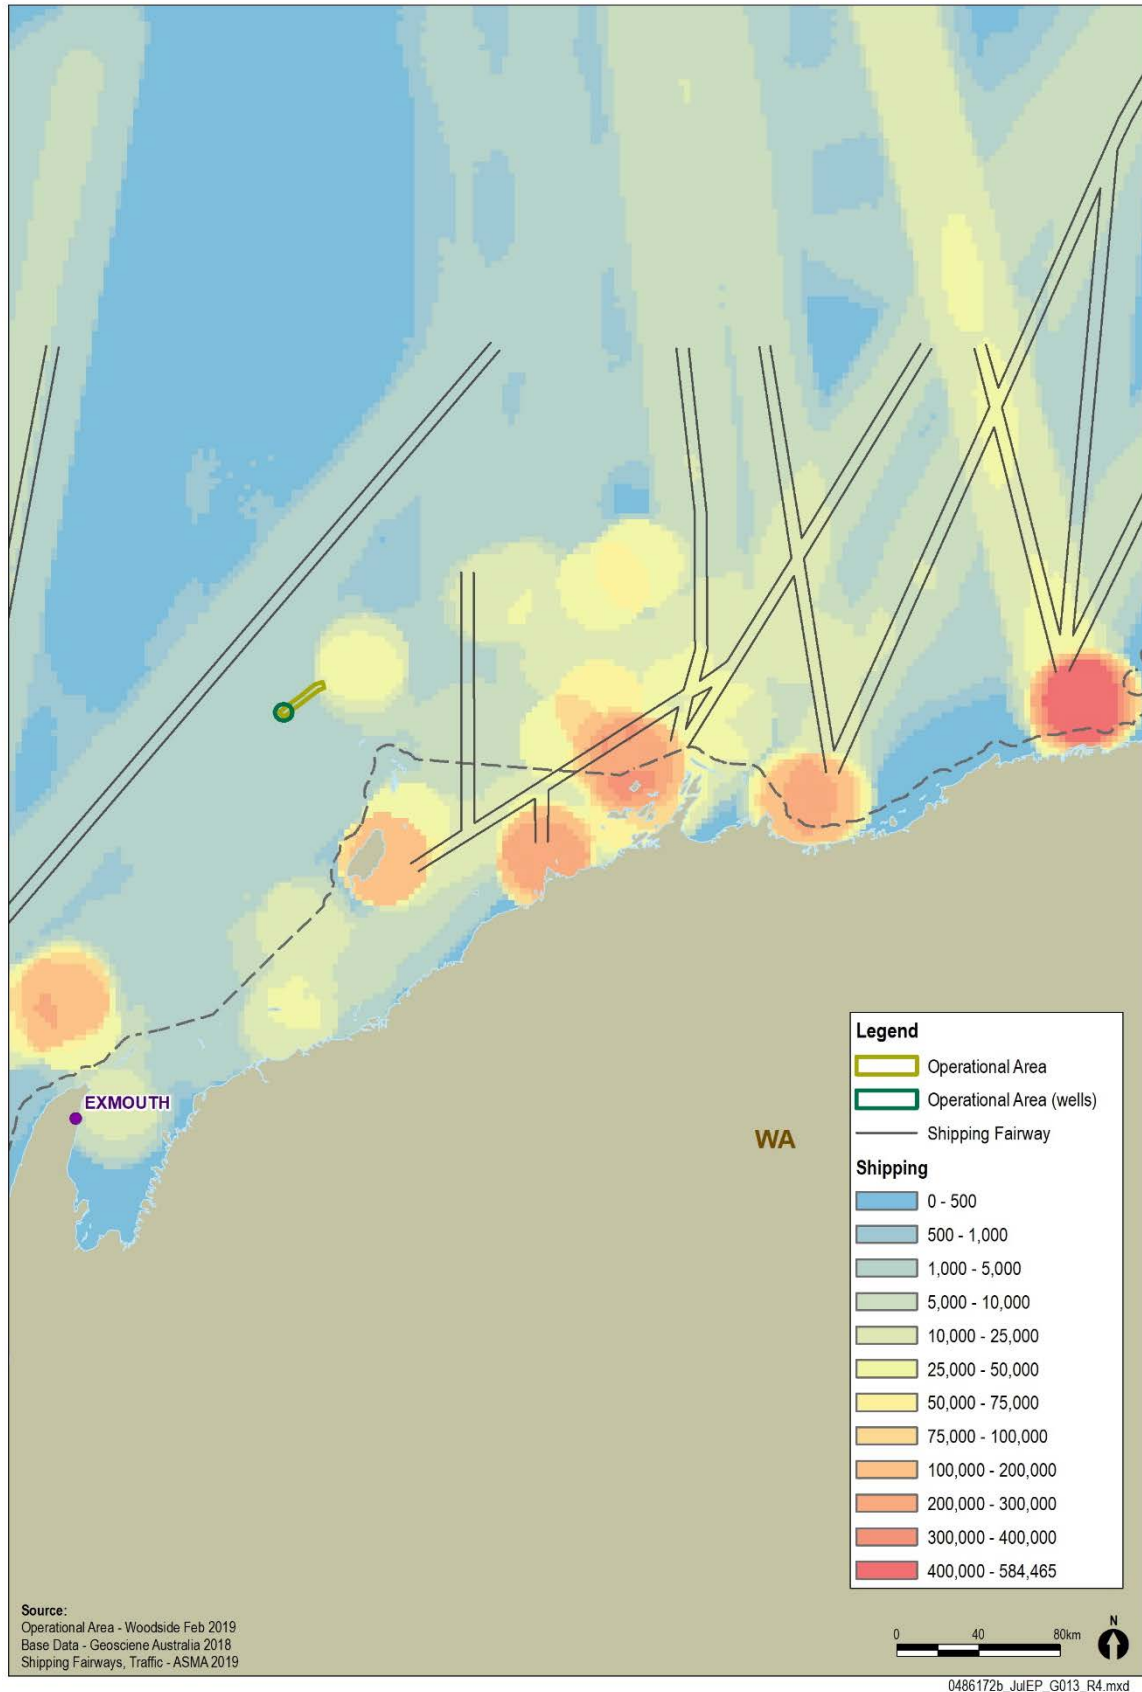 EXMOUTH
WA
Legend
Operational Area
Operational Area (wells)
Shipping Fairway
Shipping
0 - 500
500 - 1,000
1,000 - 5,000
5,000 - 10,000
10,000 - 25,000
25,000 - 50,000
50,000 - 75,000
75,000 - 100,000
100,000 - 200,000
200,000 - 300,000
300,000 - 400,000
400,000 - 584,465
Source:
Operational Area - Woodside Feb 2019
Base Data - Geosciene Australia 2018
Shipping Fairways, Traffic - ASMA 2019
0 40 80km
N
0486172b_JulEP_G013_R4.mxd